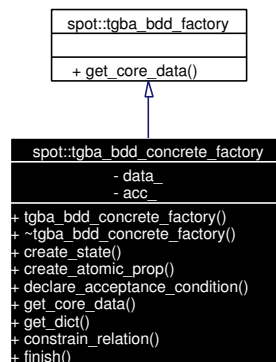 spot::tgba_bdd_factory
+ get_core_data()
spot::tgba_bdd_concrete_factory
- data_
- acc_
+ tgba_bdd_concrete_factory()
+ ~tgba_bdd_concrete_factory()
+ create_state()
+ create_atomic_prop()
+ declare_acceptance_condition()
+ get_core_data()
+ get_dict()
+ constrain_relation()
+ finish()